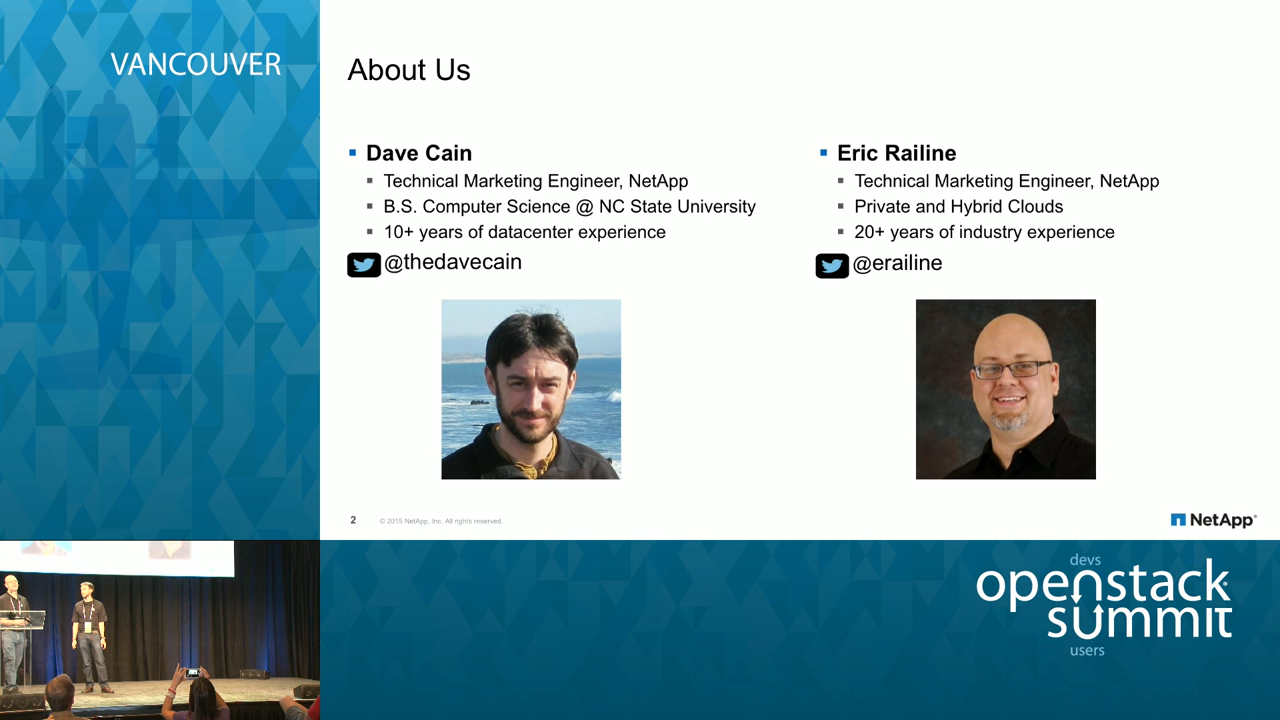 VANCOUVER
About Us
Dave Cain
Technical Marketing Engineer, NetApp
B.S. Computer Science @ NC State University
10+ years of datacenter experience
@thedavecain
Eric Railine
Technical Marketing Engineer, NetApp
Private and Hybrid Clouds
20+ years of industry experience
@erailine
2
© 2015 NetApp, Inc. All rights reserved.
NetApp®
devs
openstack
summit
users